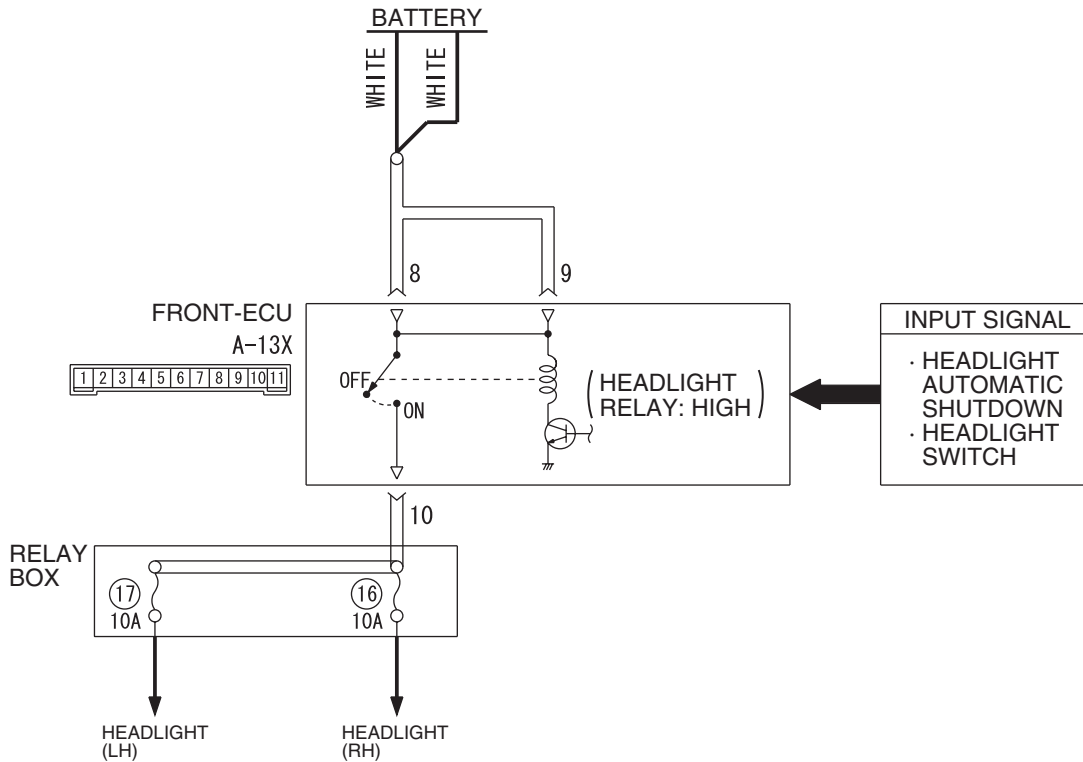 BATTERY
WHITE
WHITE
8
9
FRONT-ECU
A-13X
1 2 3 4 5 6 7 8 9 10 11
OFF
ON
(HEADLIGHT
RELAY: HIGH)
INPUT SIGNAL
· HEADLIGHT
AUTOMATIC
SHUTDOWN
· HEADLIGHT
SWITCH
10
RELAY
BOX
17
10A
16
10A
HEADLIGHT
(LH)
HEADLIGHT
(RH)